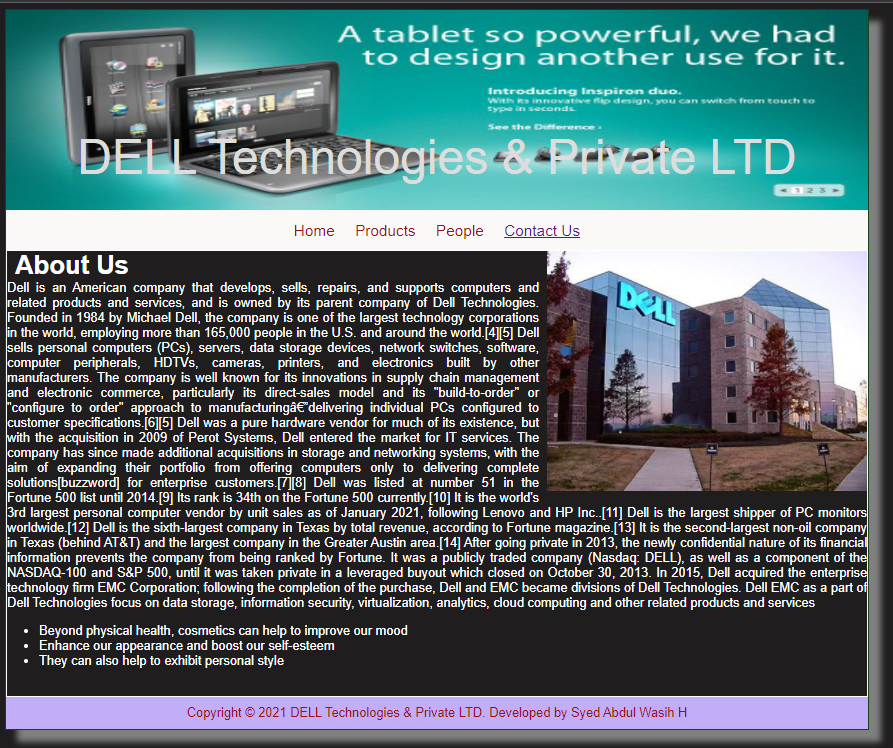 A tablet so powerful, we had
to design another use for it.
Introducing Inspiron duo.
With its innovative flip design, you can switch from touch to
type in seconds.
See the Difference ›
DELL Technologies & Private LTD
1 2 3
Home Products People Contact Us
About Us
DELL
Dell is an American company that develops, sells, repairs, and supports computers and
related products and services, and is owned by its parent company of Dell Technologies.
Founded in 1984 by Michael Dell, the company is one of the largest technology corporations
in the world, employing more than 165,000 people in the U.S. and around the world.[4][5] Dell
sells personal computers (PCs), servers, data storage devices, network switches, software,
computer peripherals, HDTVs, cameras, printers, and electronics built by other
manufacturers. The company is well known for its innovations in supply chain management
and electronic commerce, particularly its direct-sales model and its "build-to-order" or
"configure to order" approach to manufacturingâ€"delivering individual PCs configured to
customer specifications.[6][5] Dell was a pure hardware vendor for much of its existence, but
with the acquisition in 2009 of Perot Systems, Dell entered the market for IT services. The
company has since made additional acquisitions in storage and networking systems, with the
aim of expanding their portfolio from offering computers only to delivering complete
solutions[buzzword] for enterprise customers.[7][8] Dell was listed at number 51 in the
Fortune 500 list until 2014.[9] Its rank is 34th on the Fortune 500 currently.[10] It is the world's
3rd largest personal computer vendor by unit sales as of January 2021, following Lenovo and HP Inc..[11] Dell is the largest shipper of PC monitors
worldwide.[12] Dell is the sixth-largest company in Texas by total revenue, according to Fortune magazine.[13] It is the second-largest non-oil company
in Texas (behind AT&T) and the largest company in the Greater Austin area.[14] After going private in 2013, the newly confidential nature of its financial
information prevents the company from being ranked by Fortune. It was a publicly traded company (Nasdaq: DELL), as well as a component of the
NASDAQ-100 and S&P 500, until it was taken private in a leveraged buyout which closed on October 30, 2013. In 2015, Dell acquired the enterprise
technology firm EMC Corporation; following the completion of the purchase, Dell and EMC became divisions of Dell Technologies. Dell EMC as a part of
Dell Technologies focus on data storage, information security, virtualization, analytics, cloud computing and other related products and services
• Beyond physical health, cosmetics can help to improve our mood
• Enhance our appearance and boost our self-esteem
• They can also help to exhibit personal style
Copyright © 2021 DELL Technologies & Private LTD. Developed by Syed Abdul Wasih H